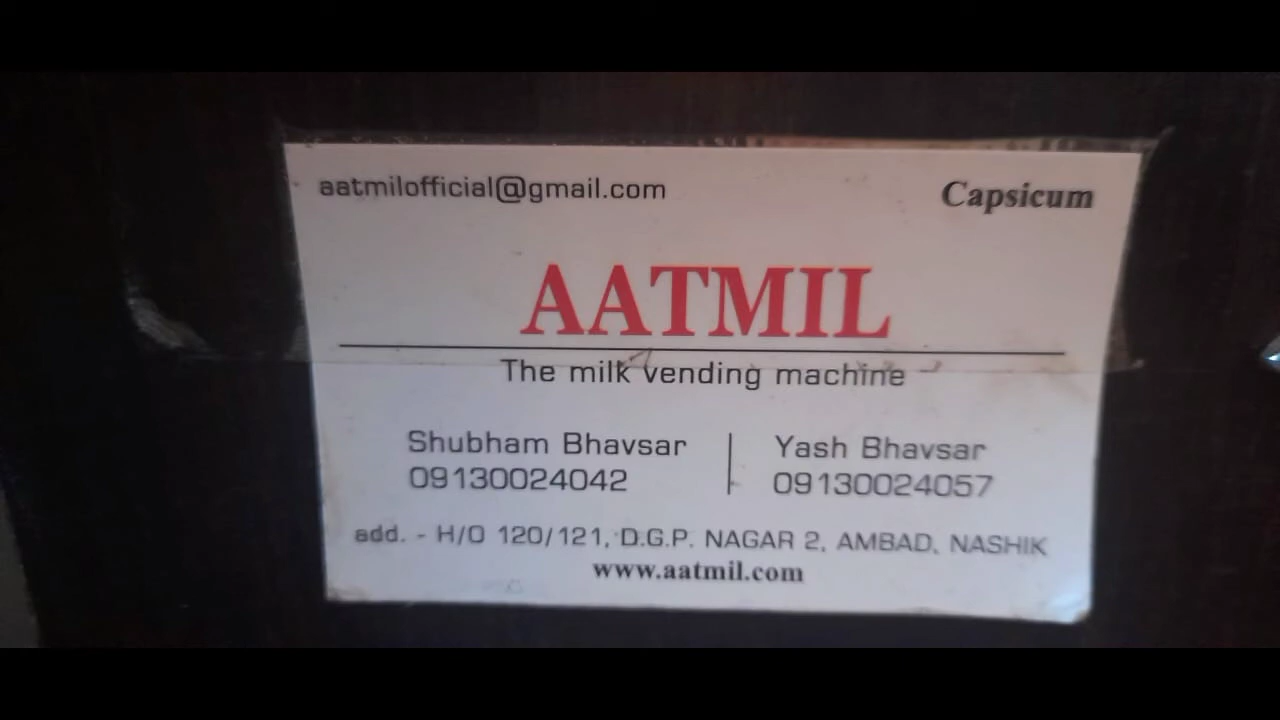 aatmilofficial@gmail.com Capsicum
AATMIL
The milk vending machine
Shubham Bhavsar Yash Bhavsar
09130024042 09130024057
add. - H/O 120/121, D.G.P. NAGAR 2, AMBAD, NASHIK
www.aatmil.com